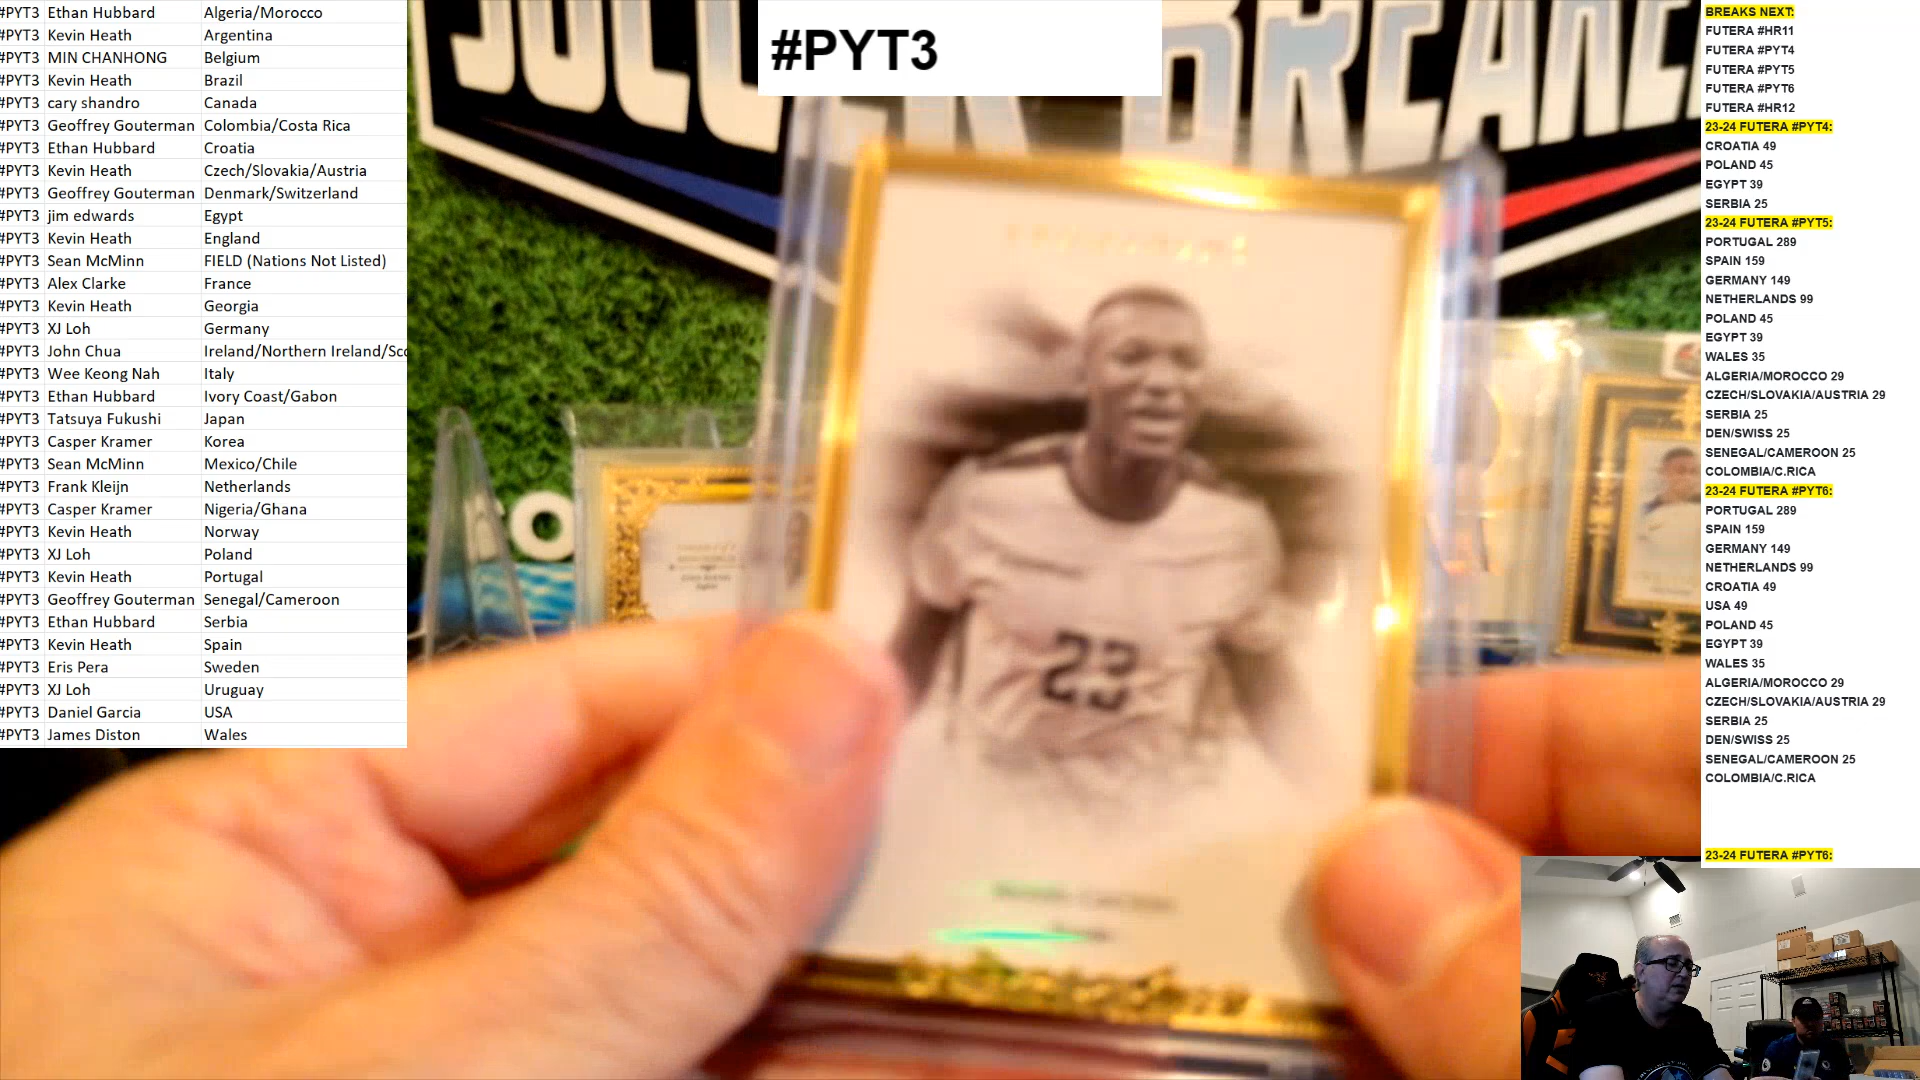 #PYT3 Ethan Hubbard Algeria/Morocco
#PYT3 Kevin Heath Argentina
#PYT3 MIN CHANHONG Belgium
#PYT3 Kevin Heath Brazil
#PYT3 cary shandro Canada
#PYT3 Geoffrey Gouterman Colombia/Costa Rica
#PYT3 Ethan Hubbard Croatia
#PYT3 Kevin Heath Czech/Slovakia/Austria
#PYT3 Geoffrey Gouterman Denmark/Switzerland
#PYT3 jim edwards Egypt
#PYT3 Kevin Heath England
#PYT3 Sean McMinn FIELD (Nations Not Listed)
#PYT3 Alex Clarke France
#PYT3 Kevin Heath Georgia
#PYT3 XJ Loh Germany
#PYT3 John Chua Ireland/Northern Ireland/Sco
#PYT3 Wee Keong Nah Italy
#PYT3 Ethan Hubbard Ivory Coast/Gabon
#PYT3 Tatsuya Fukushi Japan
#PYT3 Casper Kramer Korea
#PYT3 Sean McMinn Mexico/Chile
#PYT3 Frank Kleijn Netherlands
#PYT3 Casper Kramer Nigeria/Ghana
#PYT3 Kevin Heath Norway
#PYT3 XJ Loh Poland
#PYT3 Kevin Heath Portugal
#PYT3 Geoffrey Gouterman Senegal/Cameroon
#PYT3 Ethan Hubbard Serbia
#PYT3 Kevin Heath Spain
#PYT3 Eris Pera Sweden
#PYT3 XJ Loh Uruguay
#PYT3 Daniel Garcia USA
#PYT3 James Diston Wales
#PYT3
23
BREAKS NEXT:
FUTERA #HR11
FUTERA #PYT4
FUTERA #PYT5
FUTERA #PYT6
FUTERA #HR12
23-24 FUTERA #PYT4:
CROATIA 49
POLAND 45
EGYPT 39
SERBIA 25
23-24 FUTERA #PYT5:
PORTUGAL 289
SPAIN 159
GERMANY 149
NETHERLANDS 99
POLAND 45
EGYPT 39
WALES 35
ALGERIA/MOROCCO 29
CZECH/SLOVAKIA/AUSTRIA 29
SERBIA 25
DEN/SWISS 25
SENEGAL/CAMEROON 25
COLOMBIA/C.RICA
23-24 FUTERA #PYT6:
PORTUGAL 289
SPAIN 159
GERMANY 149
NETHERLANDS 99
CROATIA 49
USA 49
POLAND 45
EGYPT 39
WALES 35
ALGERIA/MOROCCO 29
CZECH/SLOVAKIA/AUSTRIA 29
SERBIA 25
DEN/SWISS 25
SENEGAL/CAMEROON 25
COLOMBIA/C.RICA
23-24 FUTERA #PYT6: